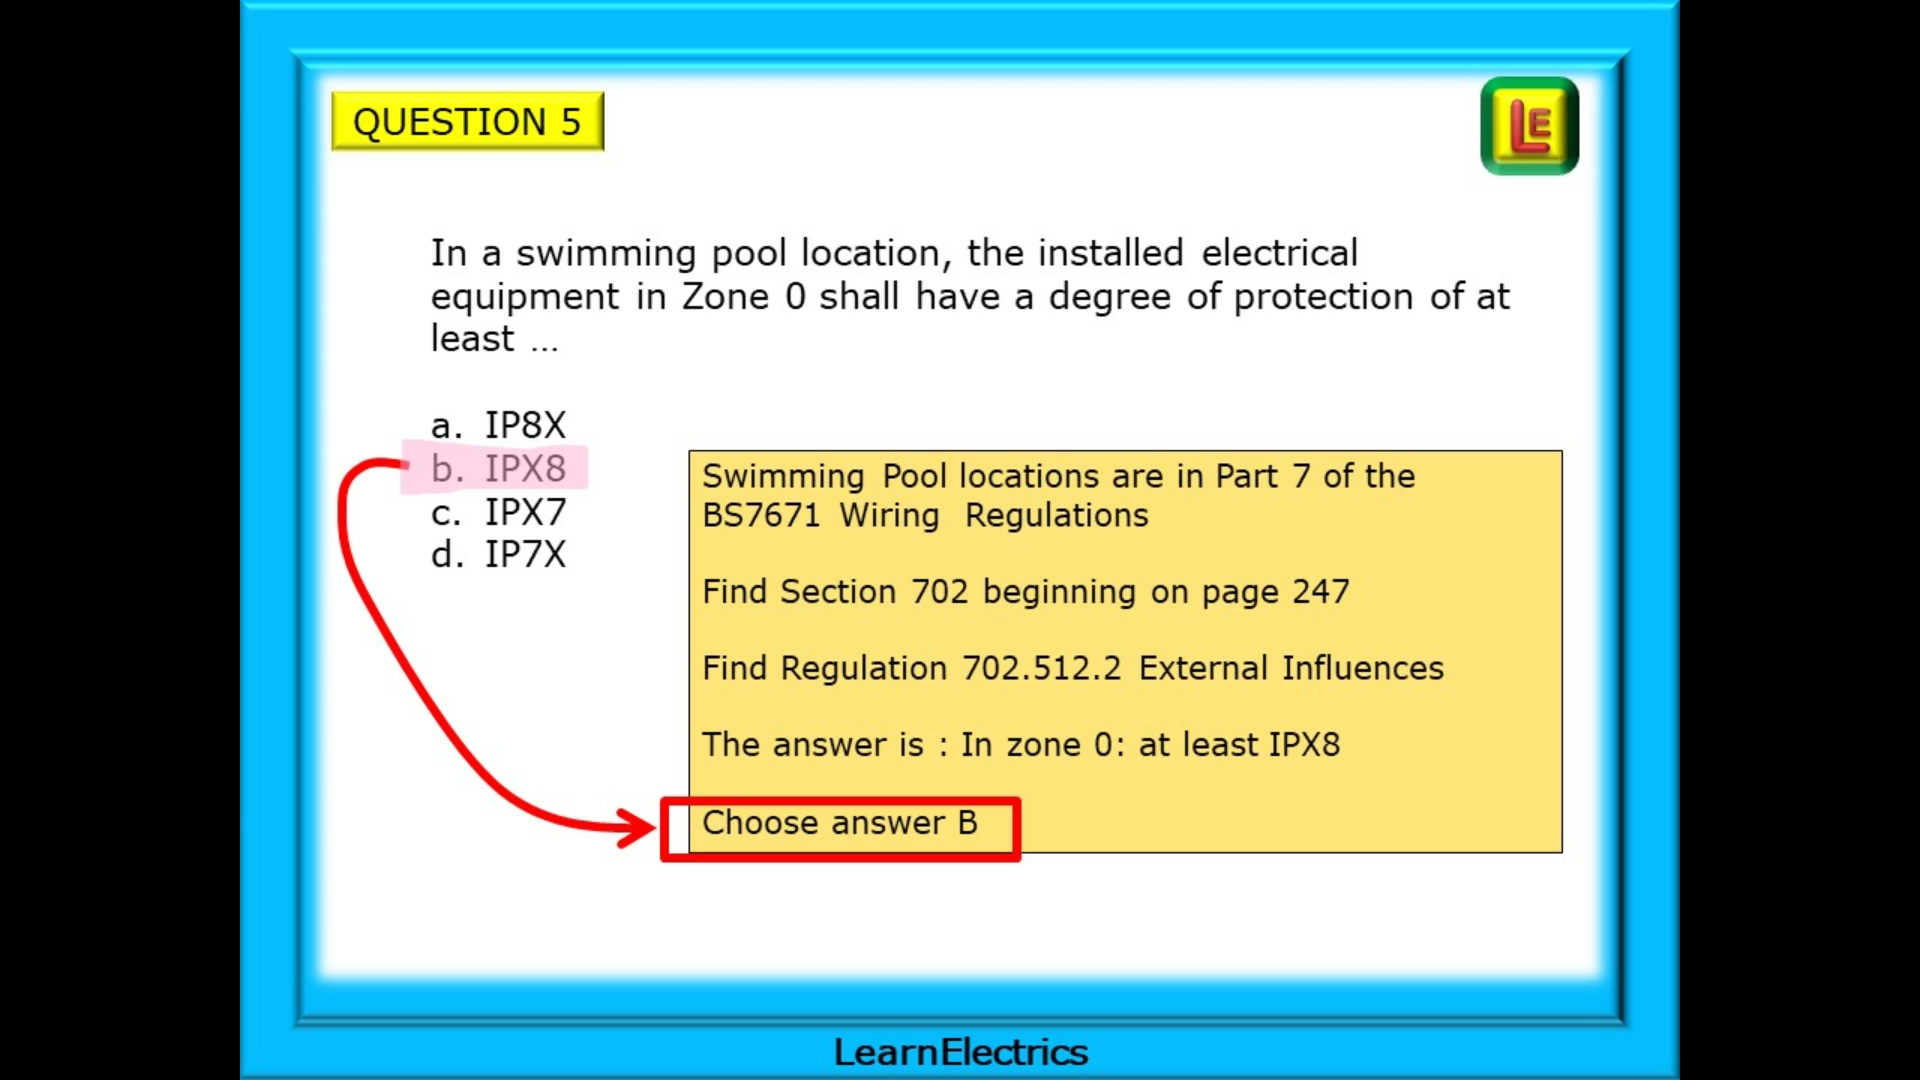 QUESTION 5
LE
In a swimming pool location, the installed electrical
equipment in Zone 0 shall have a degree of protection of at
least ...
a. IP8X
b. IPX8
c. IPX7
d. IP7X
Swimming Pool locations are in Part 7 of the
BS7671 Wiring Regulations
Find Section 702 beginning on page 247
Find Regulation 702.512.2 External Influences
The answer is : In zone 0: at least IPX8
Choose answer B
LearnElectrics